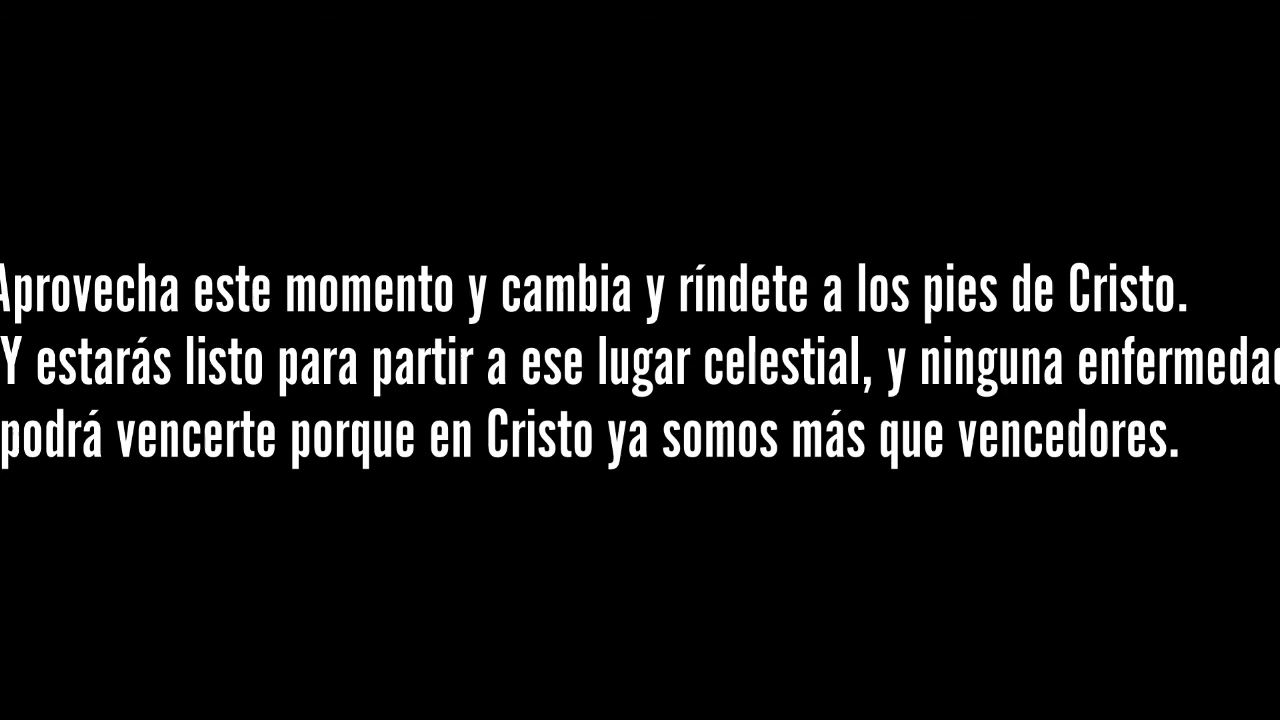 Aprovecha este momento y cambia y ríndete a los pies de Cristo.
Y estarás listo para partir a ese lugar celestial, y ninguna enfermedad
podrá vencerte porque en Cristo ya somos más que vencedores.